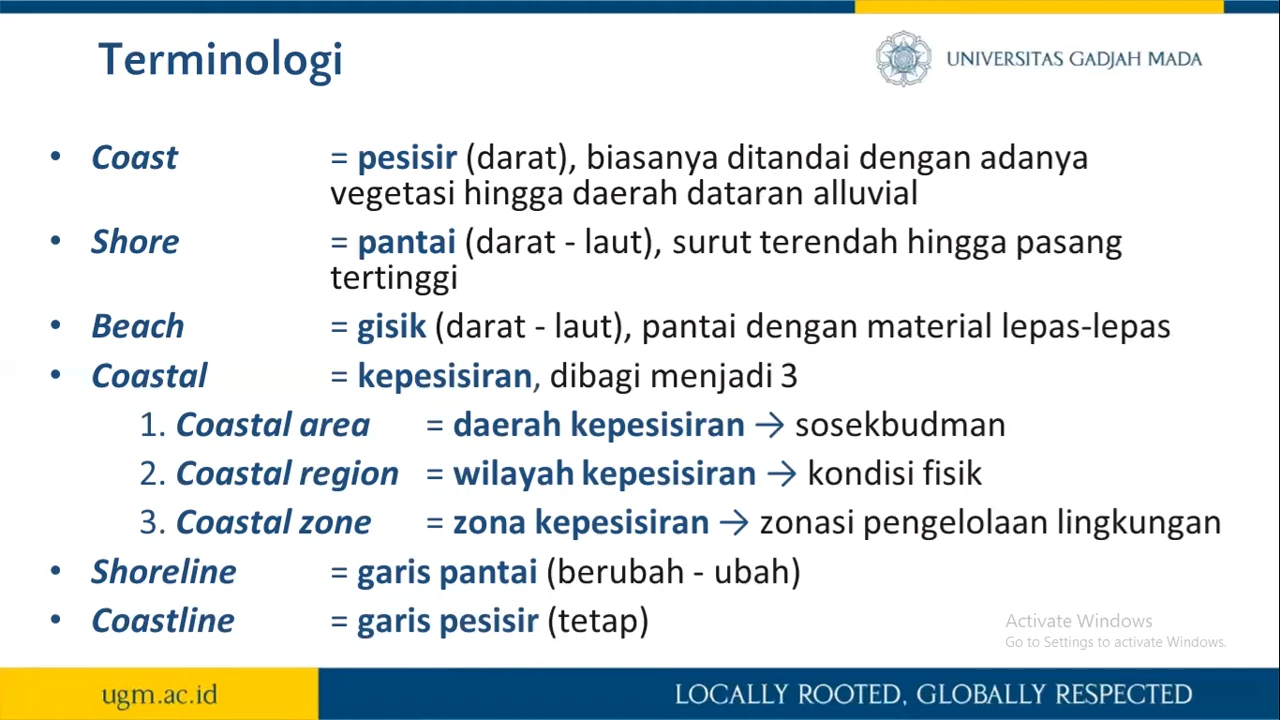 Terminologi
UNIVERSITAS GADJAH MADA
• Coast = pesisir (darat), biasanya ditandai dengan adanya
vegetasi hingga daerah dataran alluvial
• Shore = pantai (darat - laut), surut terendah hingga pasang
tertinggi
• Beach = gisik (darat - laut), pantai dengan material lepas-lepas
• Coastal = kepesisiran, dibagi menjadi 3
1. Coastal area = daerah kepesisiran → sosekbudman
2. Coastal region = wilayah kepesisiran → kondisi fisik
3. Coastal zone = zona kepesisiran → zonasi pengelolaan lingkungan
• Shoreline = garis pantai (berubah - ubah)
• Coastline = garis pesisir (tetap)
Activate Windows
Go to Settings to activate Windows.
ugm.ac.id
LOCALLY ROOTED, GLOBALLY RESPECTED